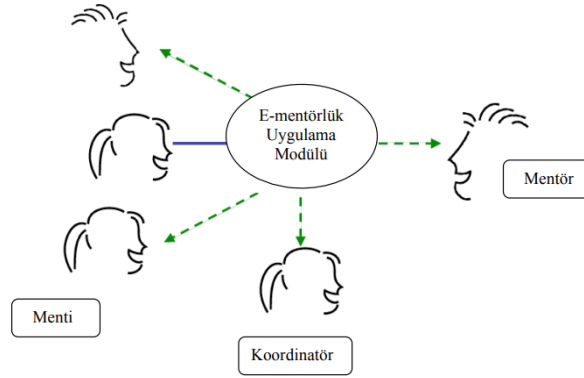 E-mentörlük
Uygulama
Modülü
Mentör
Menti
Koordinatör